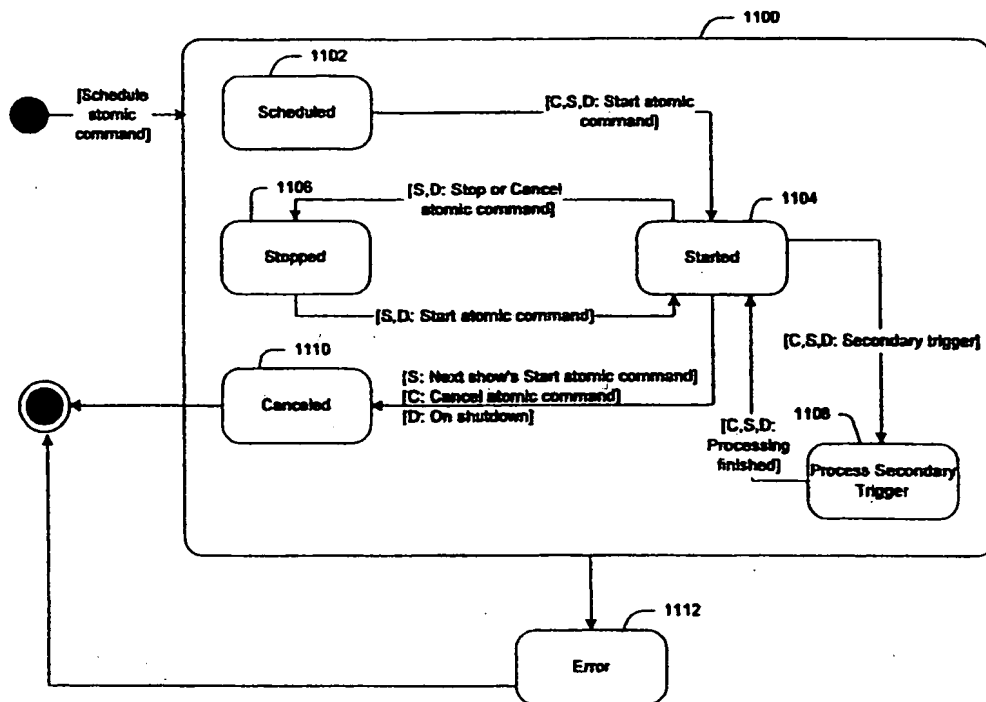 1100
1102
[Schedule
atomic
command]
Scheduled
[C,S,D: Start atomic
command]
1106
[S,D: Stop or Cancel
atomic command]
1104
Stopped
Started
[S,D: Start atomic command]
[C,S,D: Secondary trigger]
1110
[S: Next show's Start atomic command]
[C: Cancel atomic command]
[D: On shutdown]
Canceled
[C,S,D:
Processing
finished]
1108
Process Secondary
Trigger
1112
Error